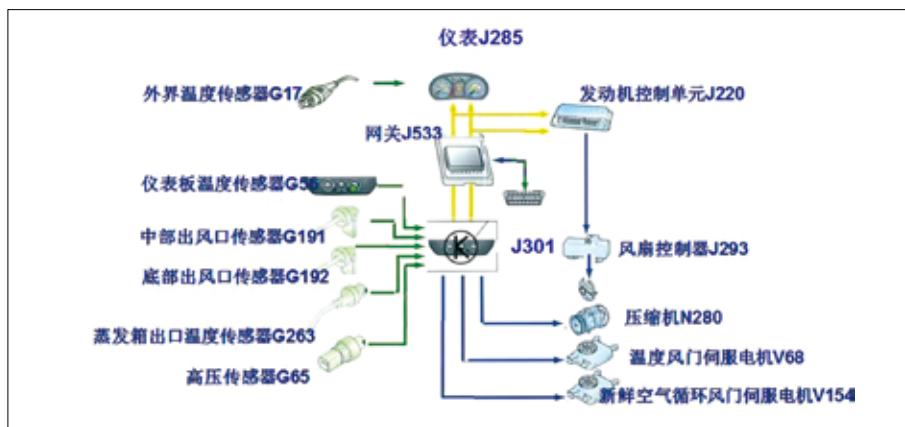 仪表J285
外界温度传感器G17
发动机控制单元J220
网关J533
仪表板温度传感器G56
中部出风口传感器G191
J301
风扇控制器J293
底部出风口传感器G192
压缩机N280
蒸发箱出口温度传感器G263
温度风门伺服电机V68
高压传感器G65
新鲜空气循环风门伺服电机V154